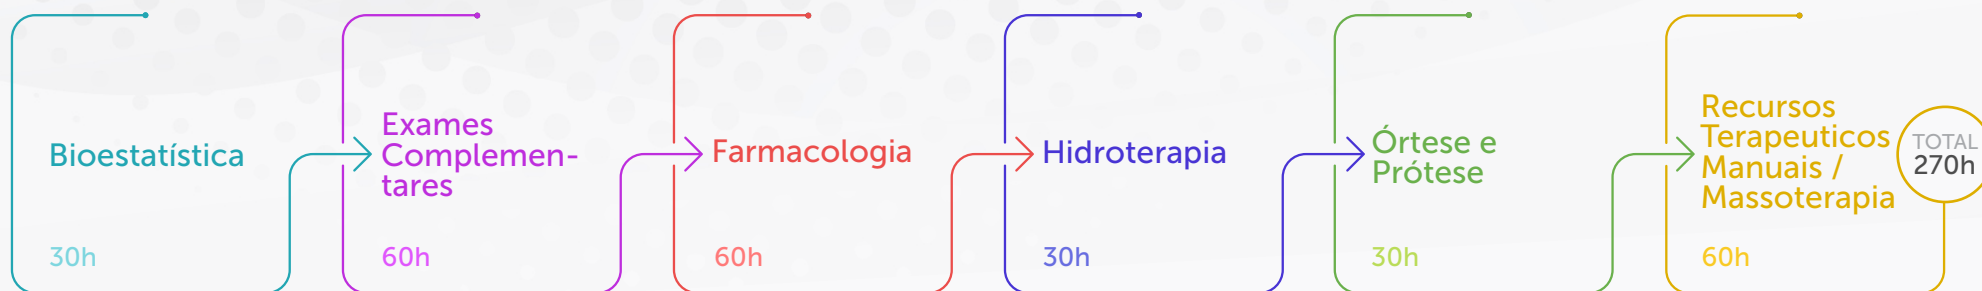 Bioestatística
30h
Exames
Complemen-
tares
60h
Farmacologia
60h
Hidroterapia
30h
Órtese e
Prótese
30h
Recursos
Terapeuticos
Manuais /
Massoterapia
60h
TOTAL
270h